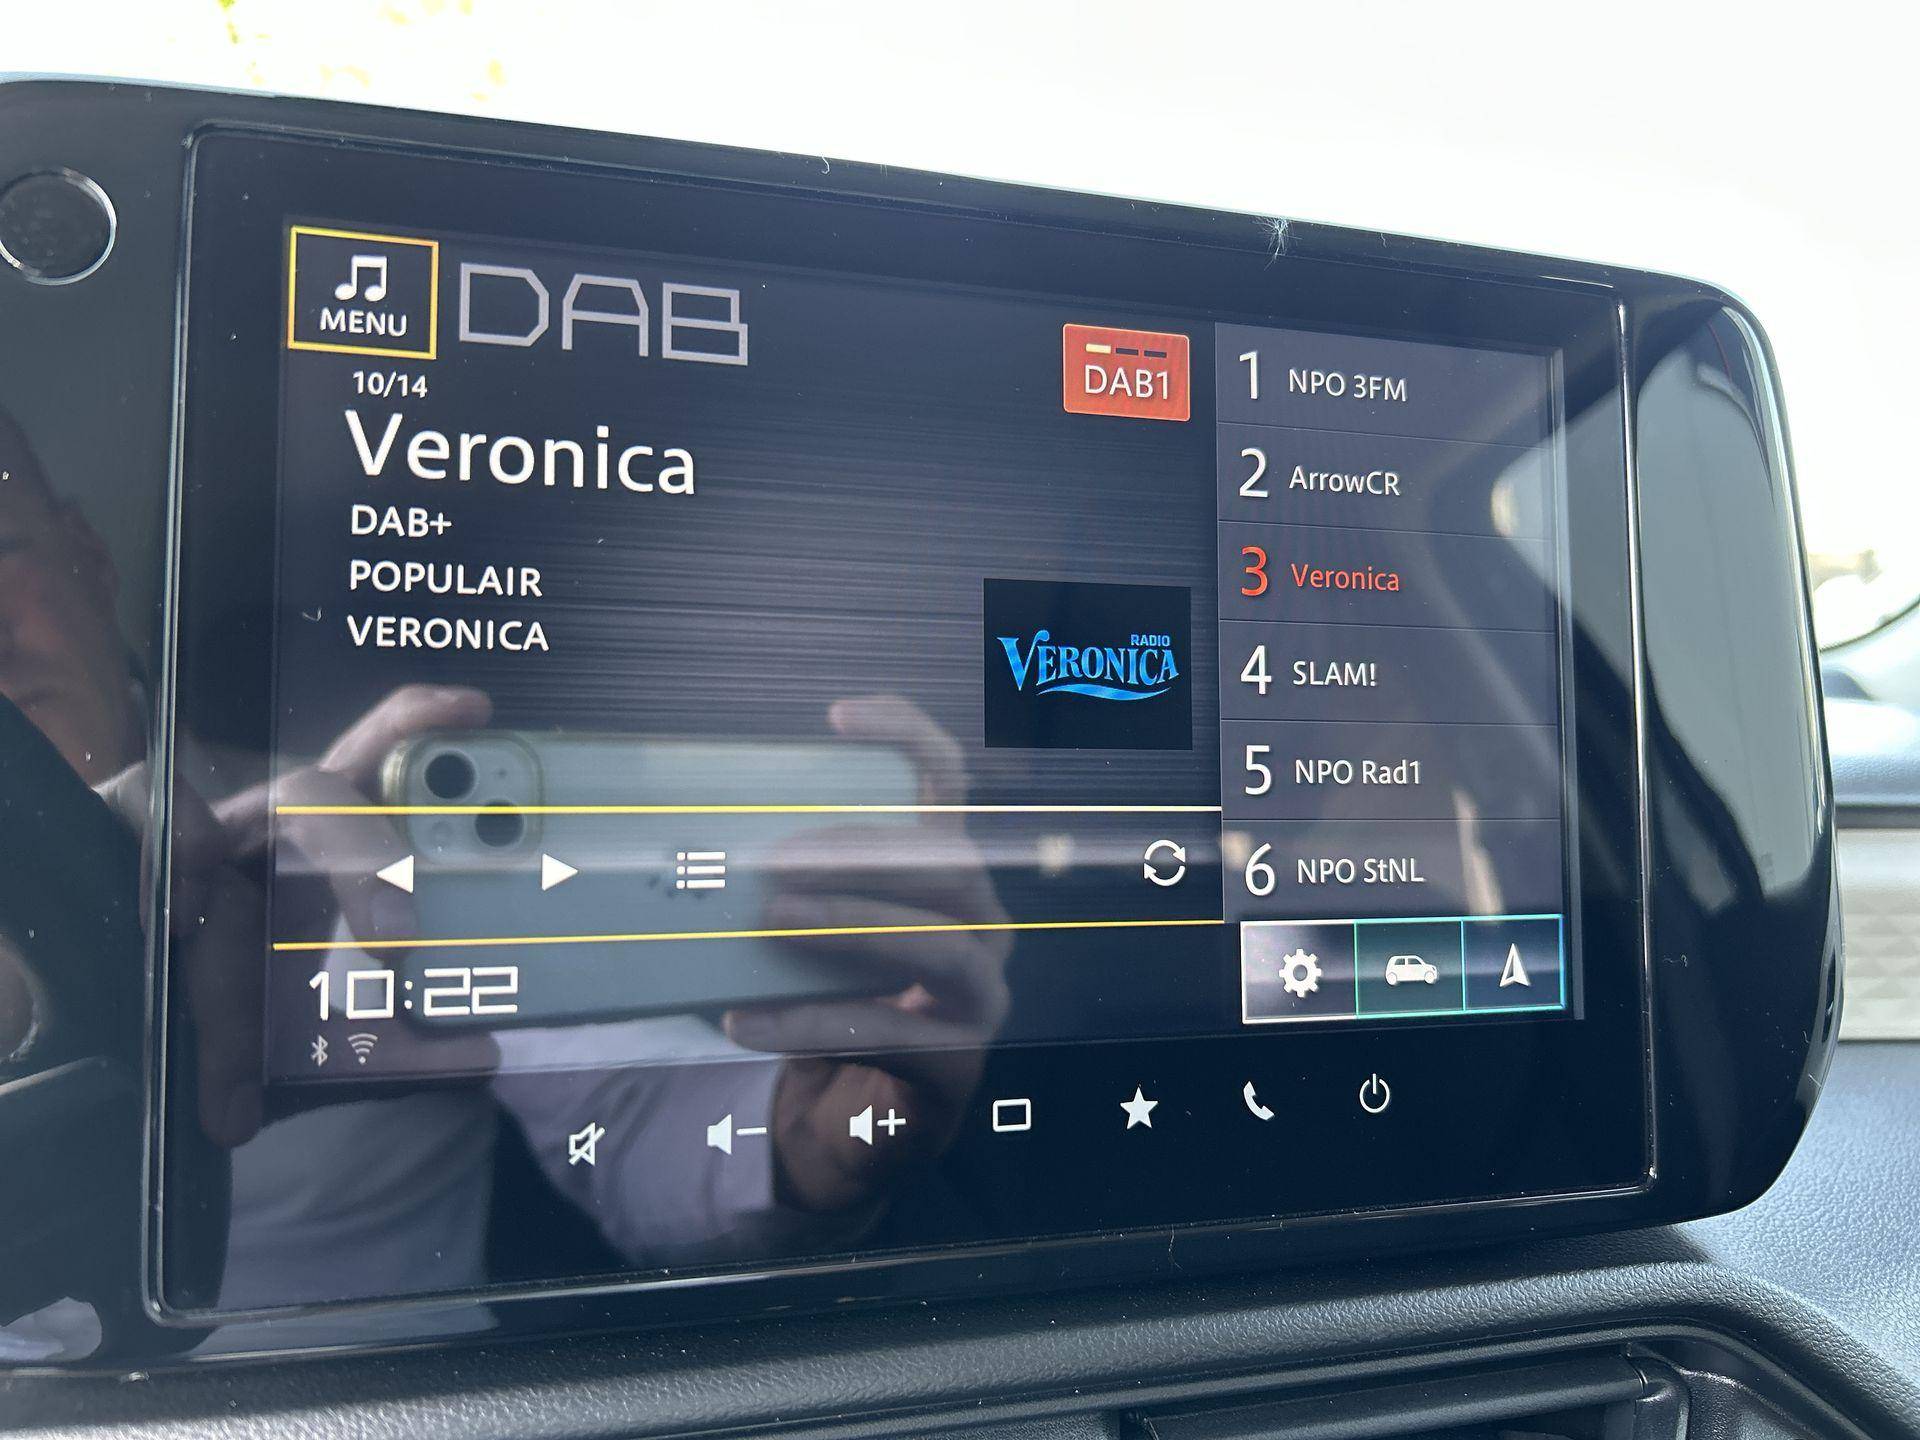 MENU
DAB
10/14
Veronica
DAB+
POPULAIR
VERONICA
DAB1
RADIO
VERONICA
1 NPO 3FM
2 ArrowCR
3 Veronica
4 SLAM!
5 NPO Rad1
6 NPO StNL
10:22